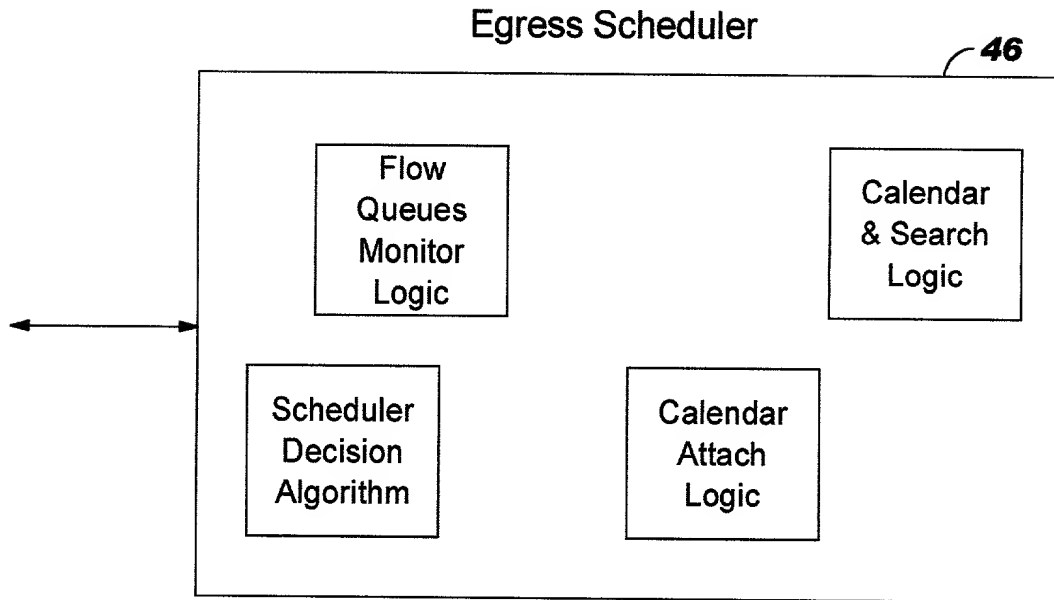 Egress Scheduler
46
Flow
Queues
Monitor
Logic
Calendar
& Search
Logic
Scheduler
Decision
Algorithm
Calendar
Attach
Logic